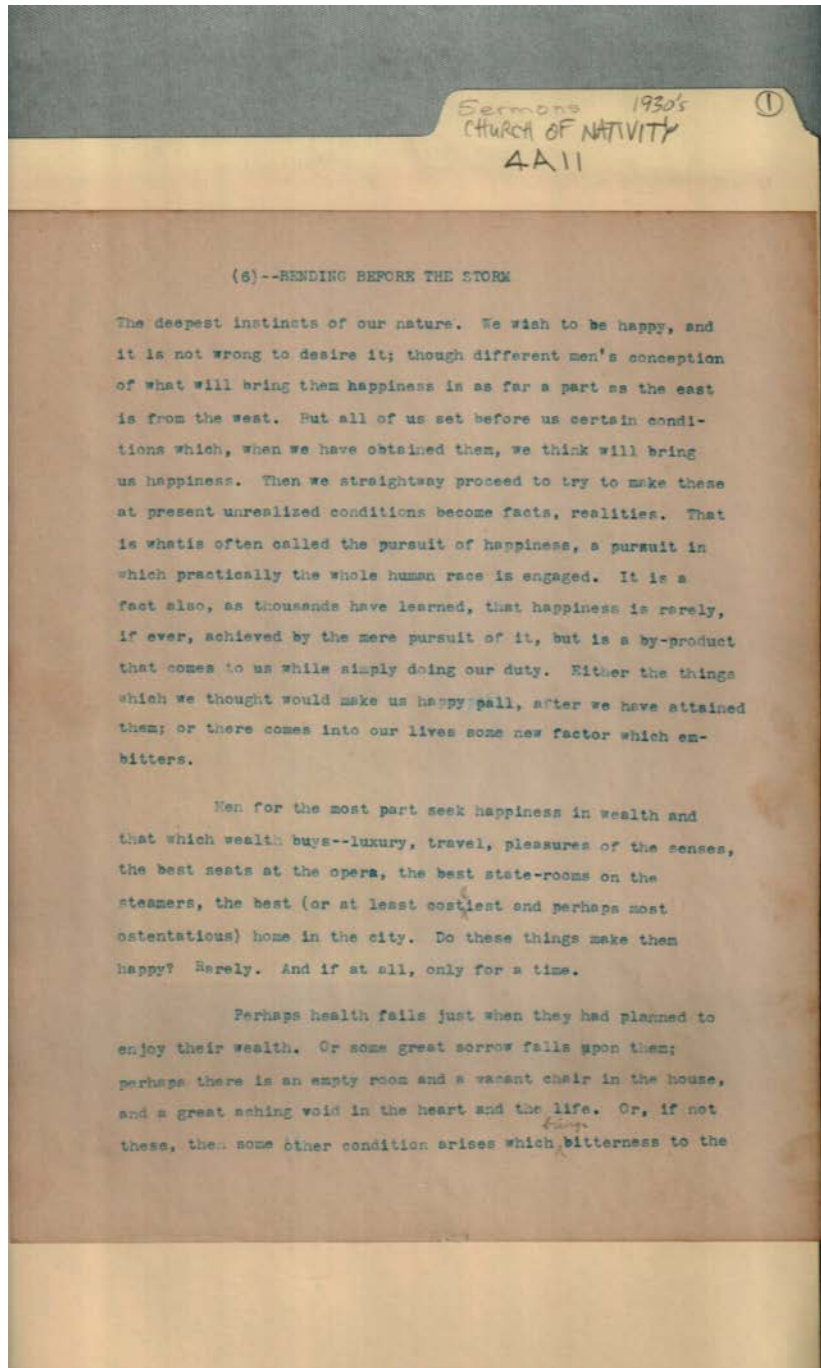 Sermons 1930's ①
CHURCH OF NATIVITY
4A11
(6)--BENDING BEFORE THE STORM
The deepest instincts of our nature. We wish to be happy, and
it is not wrong to desire it; though different men's conception
of what will bring them happiness is as far a part as the east
is from the west. But all of us set before us certain condi-
tions which, when we have obtained them, we think will bring
us happiness. Then we straightway proceed to try to make these
at present unrealized conditions become facts, realities. That
is whatis often called the pursuit of happiness, a pursuit in
which practically the whole human race is engaged. It is a
fact also, as thousands have learned, that happiness is rarely,
if ever, achieved by the mere pursuit of it, but is a by-product
that comes to us while simply doing our duty. Either the things
which we thought would make us happy pall, after we have attained
them; or there comes into our lives some new factor which em-
bitters.
Men for the most part seek happiness in wealth and
that which wealth buys--luxury, travel, pleasures of the senses,
the best seats at the opera, the best state-rooms on the
steamers, the best (or at least costliest and perhaps most
ostentatious) home in the city. Do these things make them
happy? Rarely. And if at all, only for a time.
Perhaps health fails just when they had planned to
enjoy their wealth. Or some great sorrow falls upon them;
perhaps there is an empty room and a vacant chair in the house,
and a great aching void in the heart and the life. Or, if not
brings
these, then some other condition arises which bitterness to the